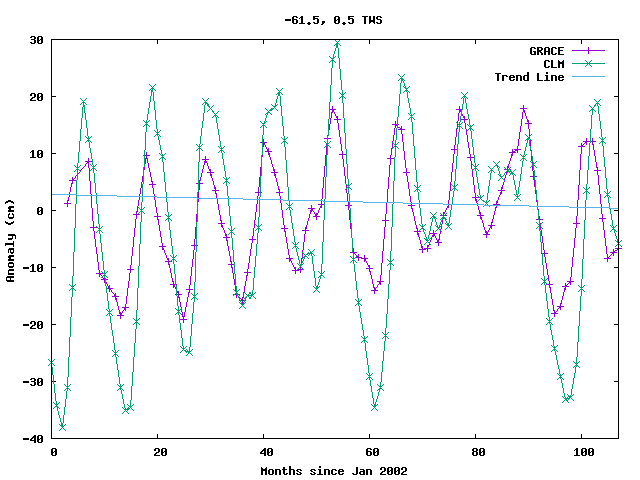 -61.5, 0.5 TWS
GRACE
CLM
Trend Line
30
20
10
0
-10
-20
-30
-40
Anomaly (cm)
0 20 40 60 80 100
Months since Jan 2002